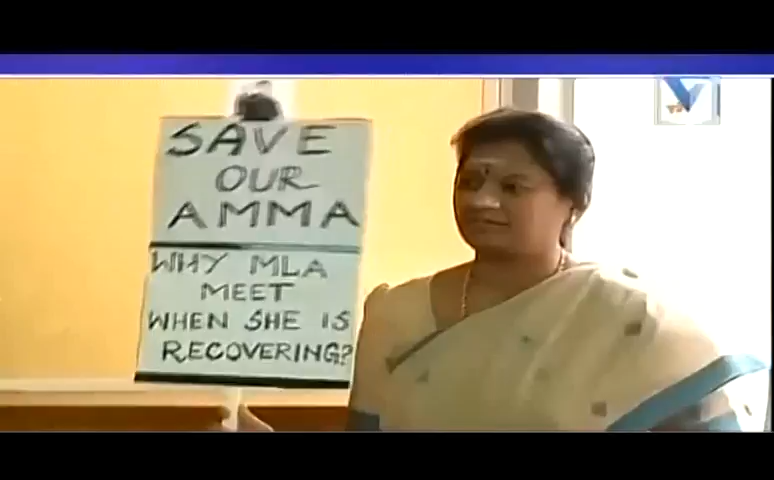 SAVE
OUR
AMMA
WHY MLA
MEET
WHEN SHE IS
RECOVERING?